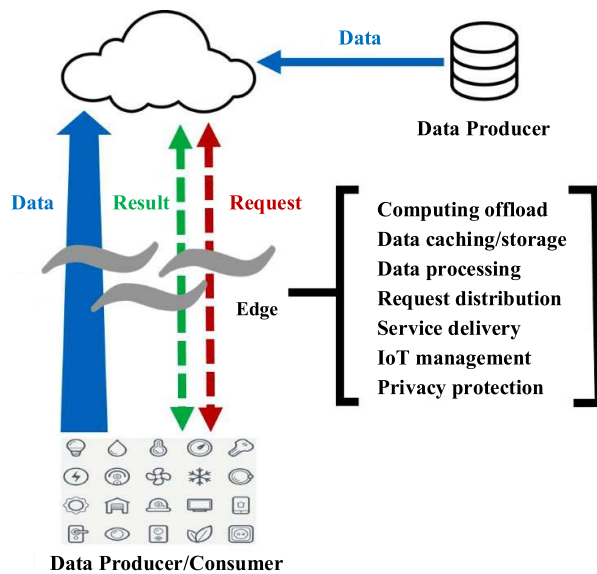 Data
Data Producer
Data
Result
Request
Edge
Computing offload
Data caching/storage
Data processing
Request distribution
Service delivery
IoT management
Privacy protection
Data Producer/Consumer